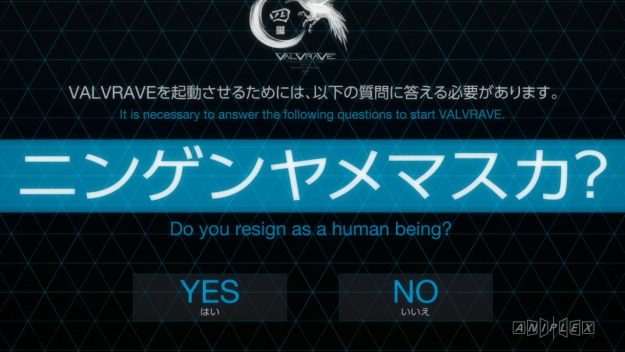 四
VALVRAVE
VALVRAVEを起動させるためには、以下の質問に答える必要があります。
It is necessary to answer the following questions to start VALVRAVE.
ニンゲンヤメマスカ?
Do you resign as a human being?
YES NO
はい いいえ
ANIPLEX